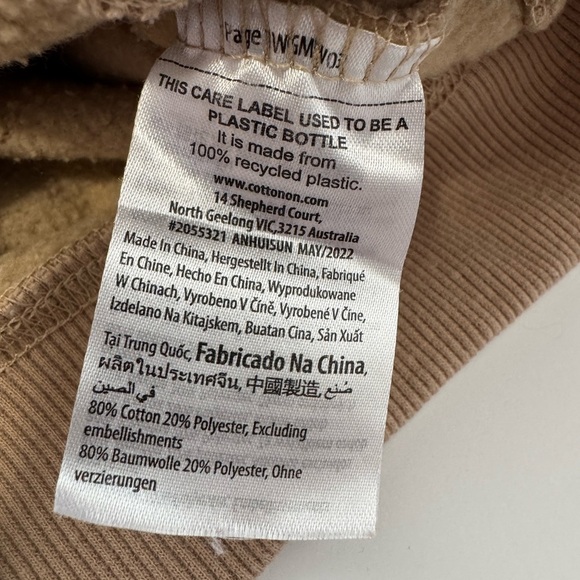 THIS CARE LABEL USED TO BE A
PLASTIC BOTTLE
It is made from
100% recycled plastic.
www.cottonon.com
14 Shepherd Court,
North Geelong VIC,3215 Australia
#2055321 ANHUISUN MAY/2022
Made In China, Hergestellt In China, Fabriqué
En Chine, Hecho En China, Wyprodukowane
W Chinach, Vyrobeno V Číně, Vyrobené V Číne,
Izdelano Na Kitajskem, Buatan Cina, Sản Xuất
Tại Trung Quốc, Fabricado Na China,
ผลิตในประเทศจีน, 中國製造, صُنع
في الصين
80% Cotton 20% Polyester, Excluding
embellishments
80% Baumwolle 20% Polyester, Ohne
verzierungen